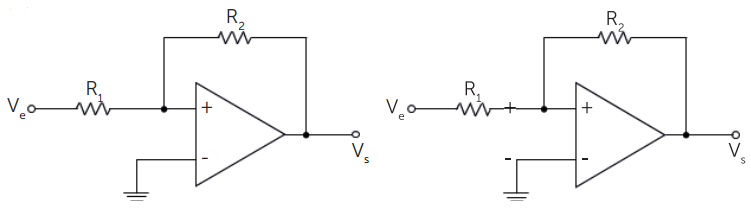 R2 R2
R1 R1
Ve + Ve + +
- - -
Vs Vs